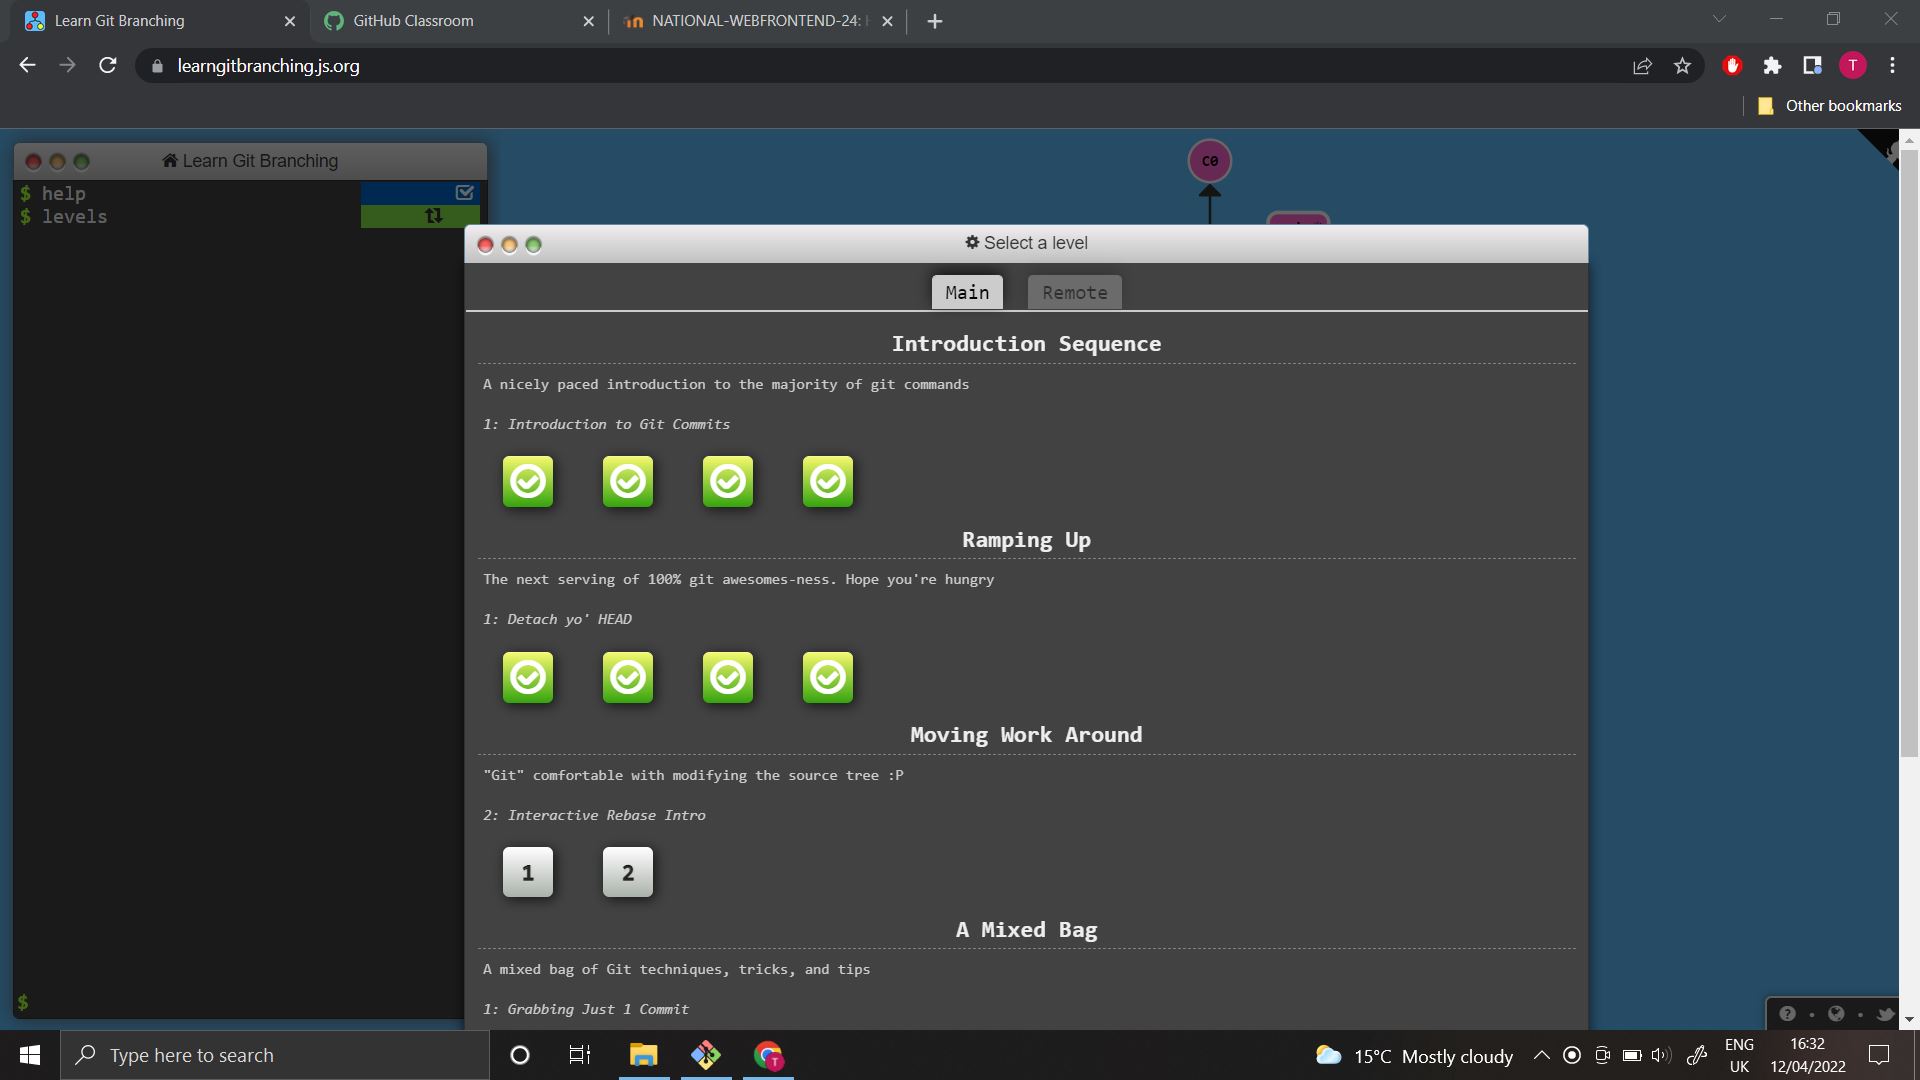 Learn Git Branching
GitHub Classroom
NATIONAL-WEBFRONTEND-24:
learngitbranching.js.org
T
Other bookmarks
Learn Git Branching
$ help
$ levels
C0
Select a level
Main
Remote
Introduction Sequence
A nicely paced introduction to the majority of git commands
1: Introduction to Git Commits
Ramping Up
The next serving of 100% git awesomes-ness. Hope you're hungry
1: Detach yo' HEAD
Moving Work Around
"Git" comfortable with modifying the source tree :P
2: Interactive Rebase Intro
1
2
A Mixed Bag
A mixed bag of Git techniques, tricks, and tips
1: Grabbing Just 1 Commit
$
Type here to search
T
15°C Mostly cloudy
ENG
UK
16:32
12/04/2022